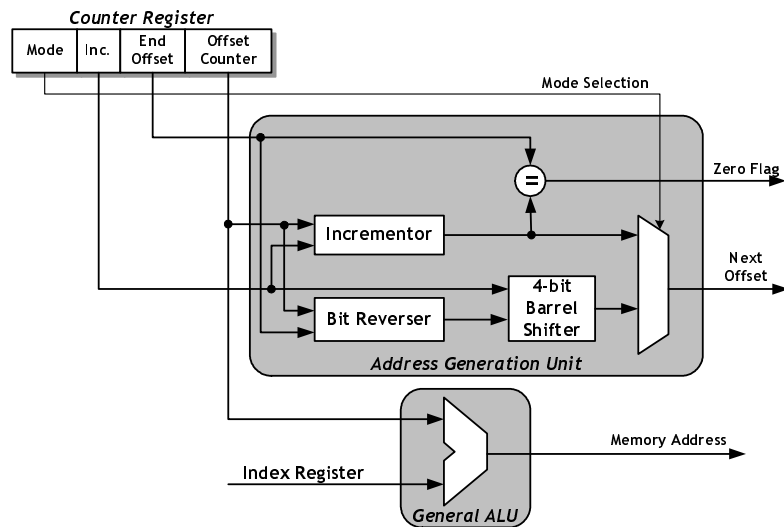 Counter Register
Mode
Inc.
End
Offset
Offset
Counter
Mode Selection
=
Zero Flag
Incrementor
Next
Offset
4-bit
Barrel
Shifter
Bit Reverser
Address Generation Unit
Memory Address
Index Register
General ALU